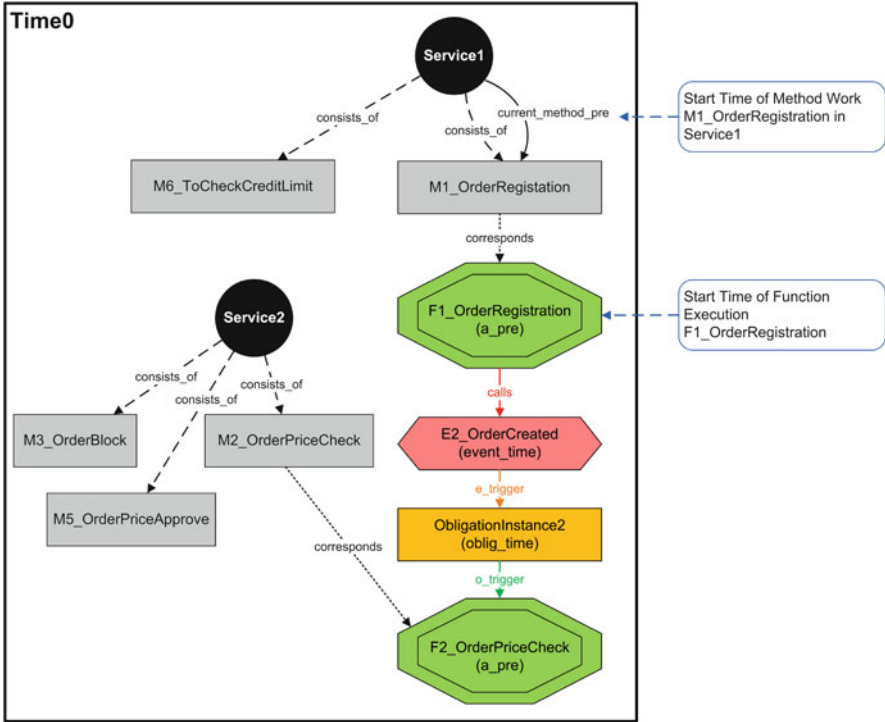 Time0
Service1
consists_of
current_method_pre
consists_of
Start Time of Method Work
M1_OrderRegistration in
Service1
M6_ToCheckCreditLimit
M1_OrderRegistation
corresponds
F1_OrderRegistration
(a_pre)
Start Time of Function
Execution
F1_OrderRegistration
Service2
consists_of
consists_of
consists_of
calls
M3_OrderBlock
M2_OrderPriceCheck
E2_OrderCreated
(event_time)
e_trigger
M5_OrderPriceApprove
ObligationInstance2
(oblig_time)
corresponds
o_trigger
F2_OrderPriceCheck
(a_pre)